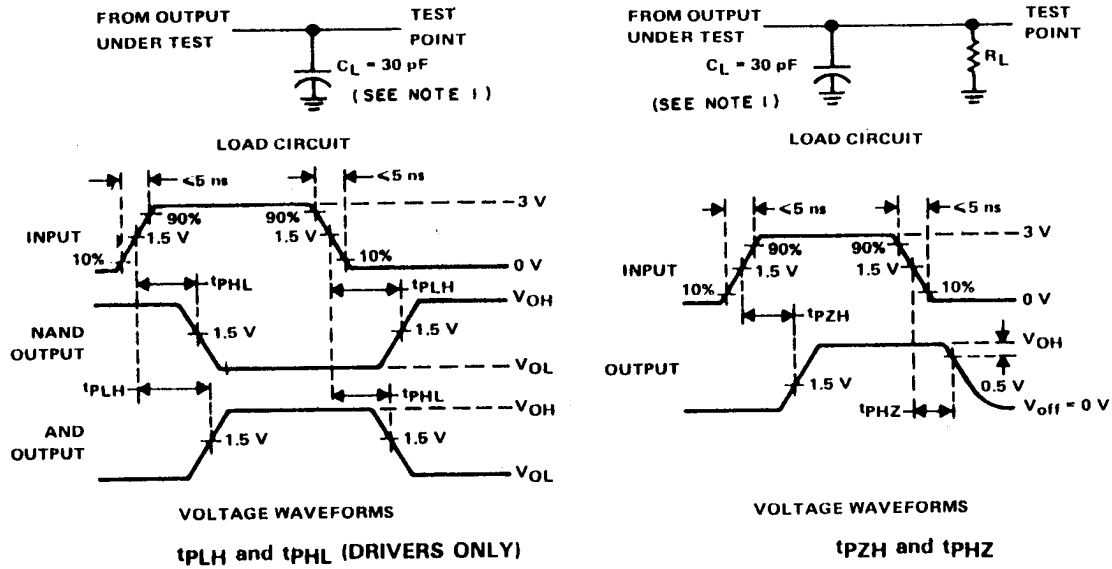 FROM OUTPUT
UNDER TEST
TEST
POINT
CL = 30 pF
(SEE NOTE 1)
LOAD CIRCUIT
≤5 ns
≤5 ns
3 V
90%
90%
INPUT
1.5 V
1.5 V
10%
10%
0 V
tPHL
tPLH
VOH
NAND
OUTPUT
1.5 V
1.5 V
VOL
tPLH
tPHL
VOH
AND
OUTPUT
1.5 V
1.5 V
VOL
VOLTAGE WAVEFORMS
tPLH and tPHL (DRIVERS ONLY)
FROM OUTPUT
UNDER TEST
TEST
POINT
CL = 30 pF
RL
(SEE NOTE 1)
LOAD CIRCUIT
≤5 ns
≤5 ns
3 V
90%
90%
INPUT
1.5 V
1.5 V
10%
10%
0 V
tPZH
VOH
OUTPUT
1.5 V
0.5 V
tPHZ
Voff = 0 V
VOLTAGE WAVEFORMS
tPZH and tPHZ